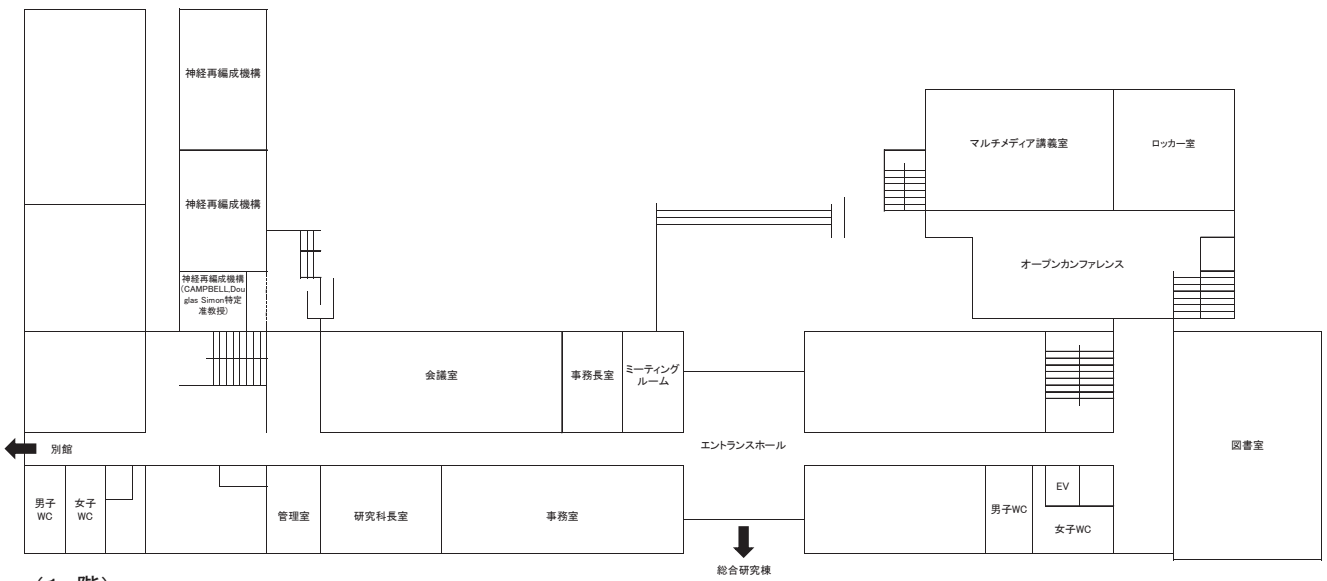 神経再編成機構
マルチメディア講義室
ロッカー室
神経再編成機構
オープンカンファレンス
神経再編成機構
(CAMPBELL,Dou
glas Simon特定
准教授)
会議室
事務長室
ミーティング
ルーム
別館
エントランスホール
図書室
男子
WC
女子
WC
管理室
研究科長室
事務室
男子WC
EV
女子WC
総合研究棟
(1 階)